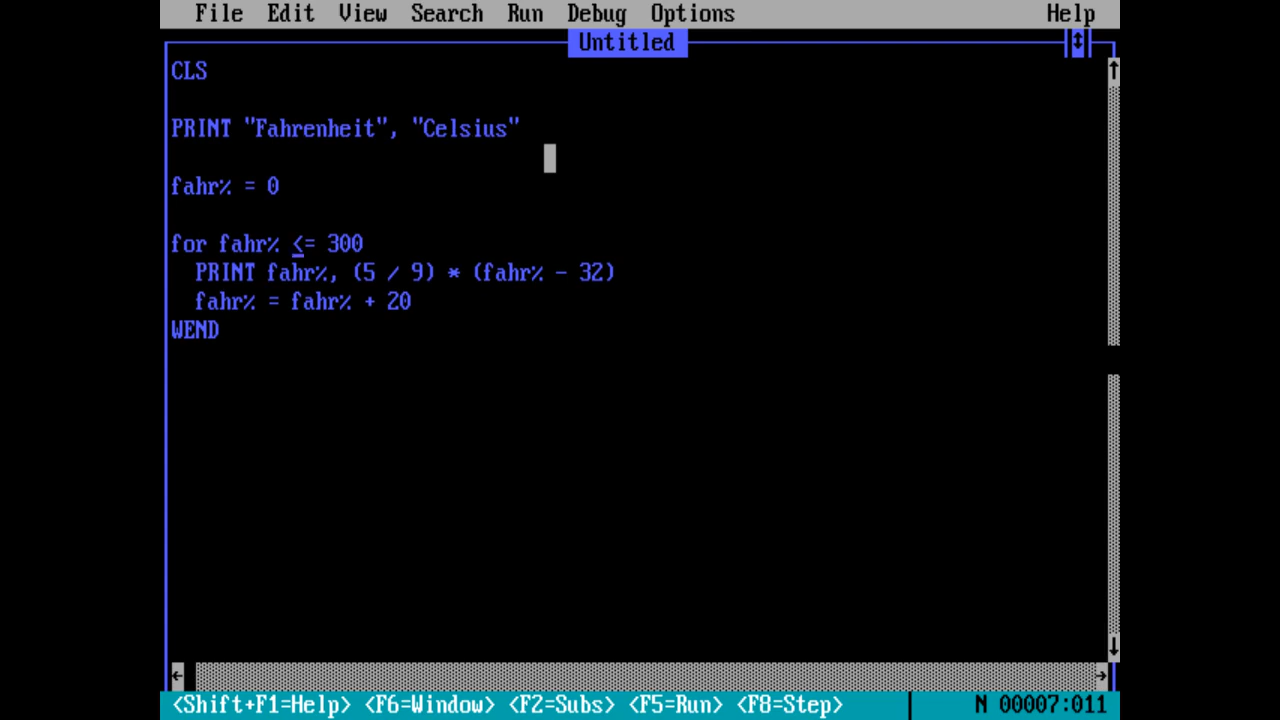 File Edit View Search Run Debug Options Help
Untitled
CLS
PRINT "Fahrenheit", "Celsius"
fahr% = 0
for fahr% <= 300
PRINT fahr%, (5 / 9) * (fahr% - 32)
fahr% = fahr% + 20
WEND
<Shift+F1=Help> <F6=Window> <F2=Subs> <F5=Run> <F8=Step> N 00007:011